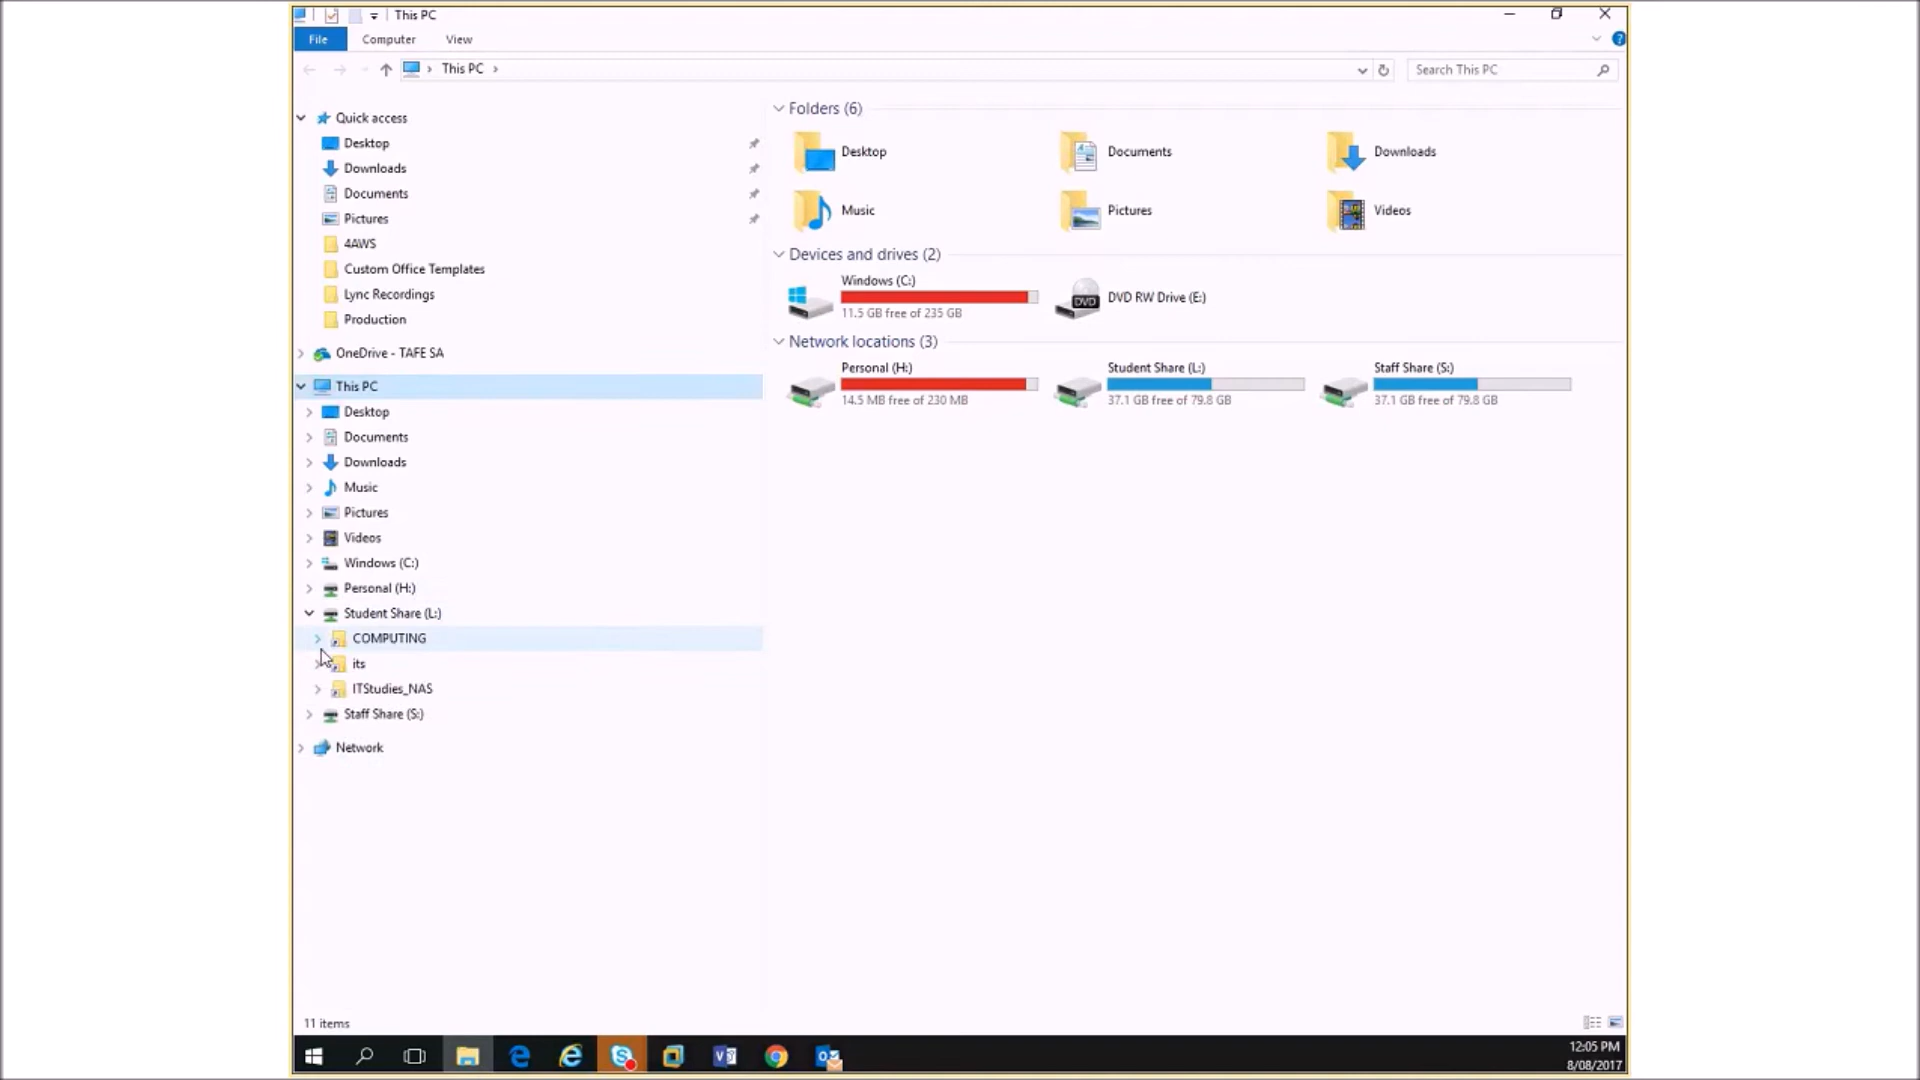 This PC
File Computer View
This PC
Search This PC
Quick access
Desktop
Downloads
Documents
Pictures
4AWS
Custom Office Templates
Lync Recordings
Production
OneDrive - TAFE SA
This PC
Desktop
Documents
Downloads
Music
Pictures
Videos
Windows (C:)
Personal (H:)
Student Share (L:)
COMPUTING
its
ITStudies_NAS
Staff Share (S:)
Network
Folders (6)
Desktop
Documents
Downloads
Music
Pictures
Videos
Devices and drives (2)
Windows (C:)
11.5 GB free of 235 GB
DVD
DVD RW Drive (E:)
Network locations (3)
Personal (H:)
14.5 MB free of 230 MB
Student Share (L:)
37.1 GB free of 79.8 GB
Staff Share (S:)
37.1 GB free of 79.8 GB
11 items
12:05 PM
8/08/2017